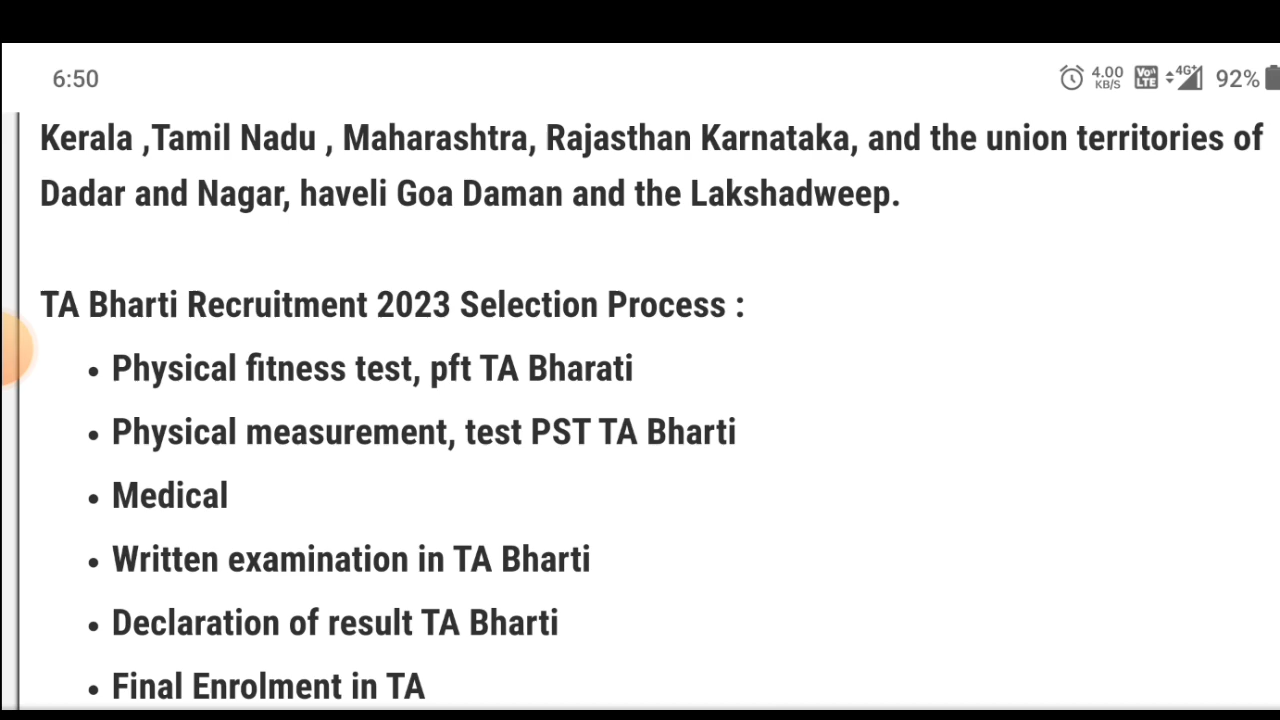 6:50
4.00 KB/S Vo)) LTE 4G+ 92%
Kerala ,Tamil Nadu , Maharashtra, Rajasthan Karnataka, and the union territories of
Dadar and Nagar, haveli Goa Daman and the Lakshadweep.
TA Bharti Recruitment 2023 Selection Process :
• Physical fitness test, pft TA Bharati
• Physical measurement, test PST TA Bharti
• Medical
• Written examination in TA Bharti
• Declaration of result TA Bharti
• Final Enrolment in TA